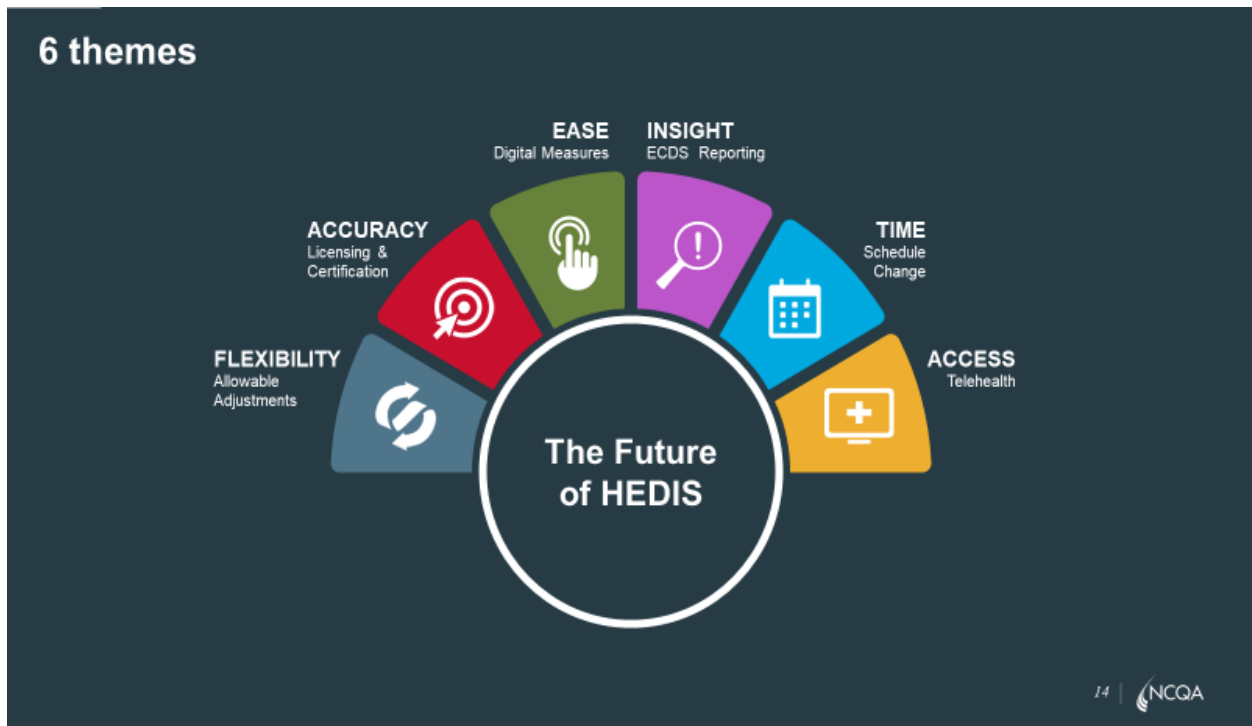 6 themes
EASE
Digital Measures
INSIGHT
ECDS Reporting
ACCURACY
Licensing &
Certification
TIME
Schedule
Change
FLEXIBILITY
Allowable
Adjustments
ACCESS
Telehealth
The Future
of HEDIS
14
NCQA